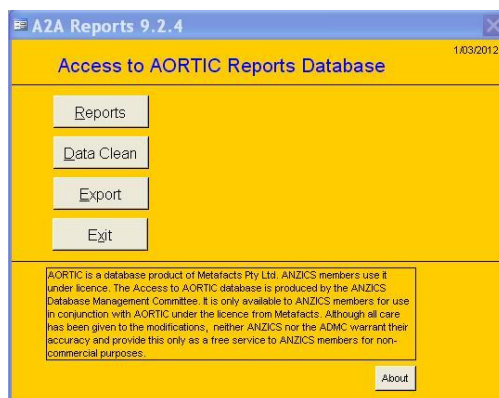 A2A Reports 9.2.4
1/03/2012
Access to AORTIC Reports Database
Reports
Data Clean
Export
Exit
AORTIC is a database product of Metafacts Pty Ltd. ANZICS members use it
under licence. The Access to AORTIC database is produced by the ANZICS
Database Management Committee. It is only available to ANZICS members for use
in conjunction with AORTIC under the licence from Metafacts. Although all care
has been given to the modifications, neither ANZICS nor the ADMC warrant their
accuracy and provide this only as a free service to ANZICS members for non-
commercial purposes.
About